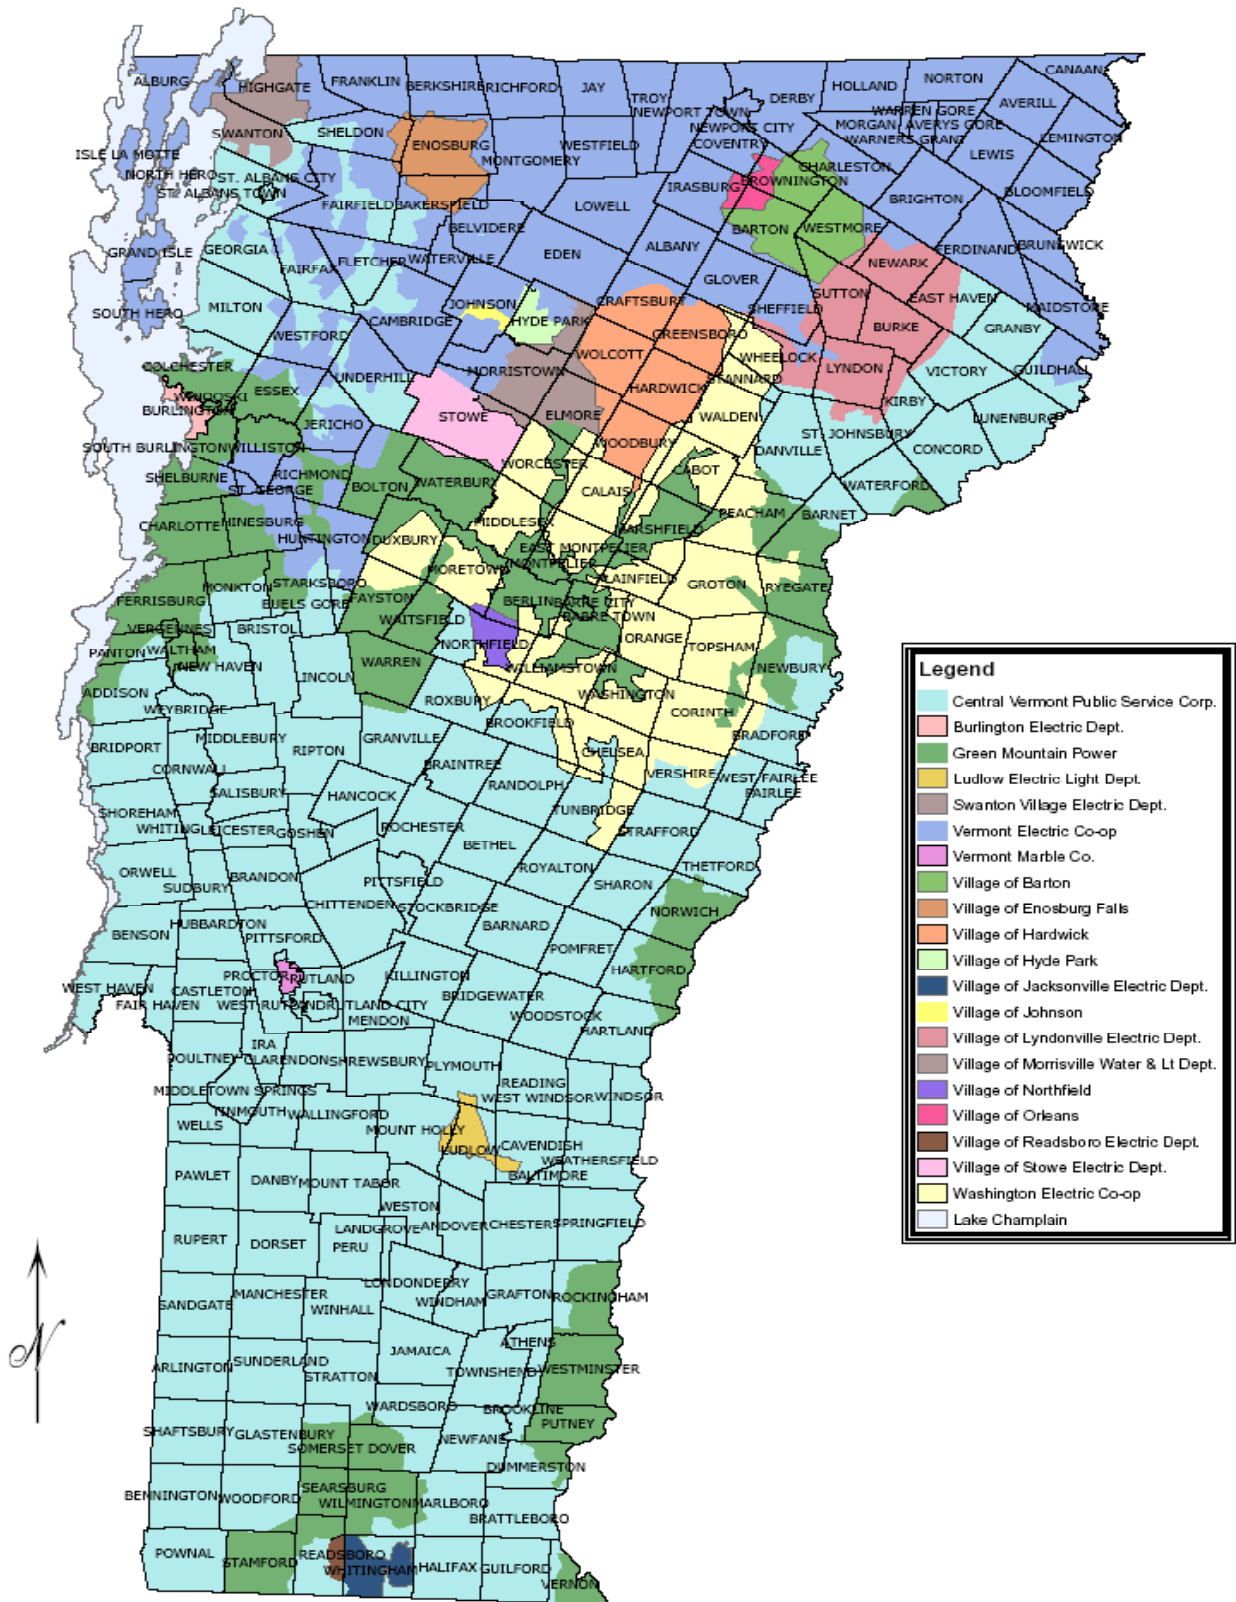 CANAAN
ALBURG
HIGHGATE
FRANKLIN
BERKSHIRE
RICHFORD
JAY
TROY
NEWPORT TOWN
DERBY
HOLLAND
NORTON
AVERILL
WARREN GORE
MORGAN
AVERYS GORE
WARNERS GRANT
LEWIS
LEMINGTON
SWANTON
SHELDON
ENOSBURG
MONTGOMERY
WESTFIELD
NEWPORT CITY
COVENTRY
ISLE LA MOTTE
NORTH HERO
ST. ALBANS CITY
ST. ALBANS TOWN
FAIRFIELD
BAKERSFIELD
LOWELL
IRASBURG
BROWNINGTON
CHARLESTON
BRIGHTON
BLOOMFIELD
GRAND ISLE
GEORGIA
FAIRFAX
FLETCHER
WATERVILLE
BELVIDERE
EDEN
ALBANY
BARTON
WESTMORE
NEWARK
FERDINAND
BRUNSWICK
SOUTH HERO
MILTON
WESTFORD
CAMBRIDGE
JOHNSON
HYDE PARK
CRAFTSBURY
GLOVER
SHEFFIELD
SUTTON
EAST HAVEN
BURKE
GRANBY
MAIDSTONE
COLCHESTER
WINOOSKI
BURLINGTON
ESSEX
UNDERHILL
MORRISTOWN
WOLCOTT
GREENSBORO
WHEELOCK
LYNDON
VICTORY
GUILDHALL
JERICHO
STOWE
ELMORE
HARDWICK
STANNARD
WALDEN
KIRBY
LUNENBURG
SOUTH BURLINGTON
WILLISTON
WOODBURY
DANVILLE
ST. JOHNSBURY
CONCORD
SHELBURNE
ST. GEORGE
RICHMOND
BOLTON
WATERBURY
WORCESTER
CALAIS
CABOT
WATERFORD
CHARLOTTE
HINESBURG
HUNTINGTON
DUXBURY
MIDDLESEX
MARSHFIELD
PEACHAM
BARNET
EAST MONTPELIER
MONTPELIER
MORETOWN
PLAINFIELD
GROTON
RYEGATE
FERRISBURG
MONKTON
STARKSBORO
BUELS GORE
FAYSTON
WAITSFIELD
BERLIN
BARRE CITY
BARRE TOWN
VERGENNES
BRISTOL
NORTHFIELD
ORANGE
TOPSHAM
PANTON
WALTHAM
NEW HAVEN
LINCOLN
WARREN
WILLIAMSTOWN
NEWBURY
ADDISON
WEYBRIDGE
ROXBURY
WASHINGTON
CORINTH
BRIDPORT
MIDDLEBURY
RIPTON
GRANVILLE
BROOKFIELD
CHELSEA
BRADFORD
CORNWALL
SALISBURY
HANCOCK
BRAINTREE
RANDOLPH
VERSHIRE
WEST FAIRLEE
FAIRLEE
SHOREHAM
WHITING
LEICESTER
GOSHEN
ROCHESTER
TUNBRIDGE
STRAFFORD
BETHEL
ORWELL
SUDBURY
BRANDON
PITTSFIELD
ROYALTON
THETFORD
SHARON
CHITTENDEN
STOCKBRIDGE
NORWICH
BENSON
HUBBARDTON
PITTSFORD
BARNARD
POMFRET
HARTFORD
WEST HAVEN
FAIR HAVEN
CASTLETON
PROCTOR
RUTLAND
KILLINGTON
BRIDGEWATER
WEST RUTLAND
RUTLAND CITY
MENDON
WOODSTOCK
HARTLAND
POULTNEY
IRA
CLARENDON
SHREWSBURY
PLYMOUTH
READING
WEST WINDSOR
WINDSOR
MIDDLETOWN SPRINGS
TINMOUTH
WALLINGFORD
WELLS
MOUNT HOLLY
LUDLOW
CAVENDISH
WEATHERSFIELD
BALTIMORE
PAWLET
DANBY
MOUNT TABOR
WESTON
LANDGROVE
ANDOVER
CHESTER
SPRINGFIELD
RUPERT
DORSET
PERU
LONDONDERRY
WINDHAM
GRAFTON
ROCKINGHAM
SANDGATE
MANCHESTER
WINHALL
ATHENS
ARLINGTON
SUNDERLAND
STRATTON
JAMAICA
TOWNSHEND
WESTMINSTER
WARDSBORO
BROOKLINE
PUTNEY
SHAFTSBURY
GLASTENBURY
SOMERSET
DOVER
NEWFANE
DUMMERSTON
BENNINGTON
WOODFORD
SEARSBURG
WILMINGTON
MARLBORO
BRATTLEBORO
POWNAL
STAMFORD
READSBORO
WHITINGHAM
HALIFAX
GUILFORD
VERNON
N
Legend
Central Vermont Public Service Corp.
Burlington Electric Dept.
Green Mountain Power
Ludlow Electric Light Dept.
Swanton Village Electric Dept.
Vermont Electric Co-op
Vermont Marble Co.
Village of Barton
Village of Enosburg Falls
Village of Hardwick
Village of Hyde Park
Village of Jacksonville Electric Dept.
Village of Johnson
Village of Lyndonville Electric Dept.
Village of Morrisville Water & Lt Dept.
Village of Northfield
Village of Orleans
Village of Readsboro Electric Dept.
Village of Stowe Electric Dept.
Washington Electric Co-op
Lake Champlain